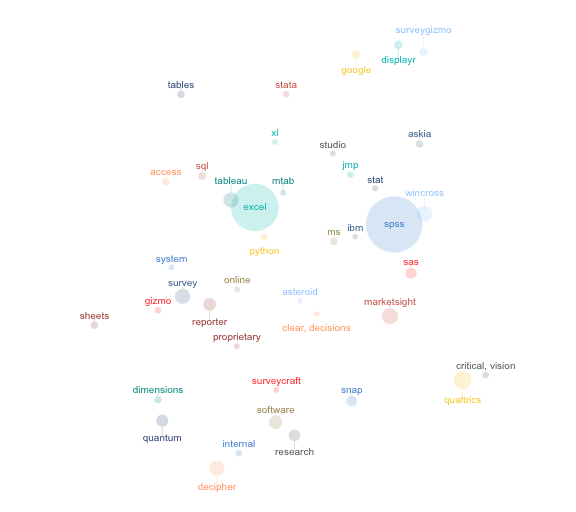 surveygizmo
displayr
google
tables
stata
xl
askia
studio
sql
jmp
access
tableau
mtab
stat
wincross
excel
spss
ms
ibm
python
system
sas
survey
online
asteroid
gizmo
marketsight
sheets
reporter
clear, decisions
proprietary
critical, vision
surveycraft
dimensions
snap
qualtrics
software
quantum
internal
research
decipher